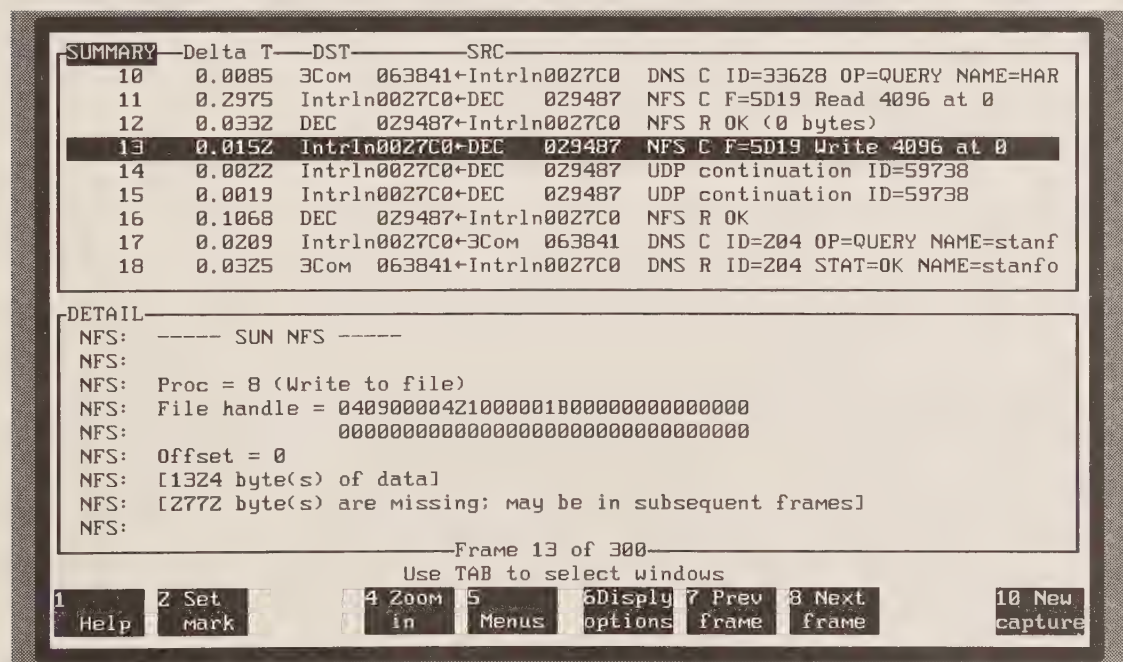 SUMMARY Delta T DST SRC
10 0.0085 3Com 063841←Intrln0027C0 DNS C ID=33628 OP=QUERY NAME=HAR
11 0.2975 Intrln0027C0←DEC 029487 NFS C F=5D19 Read 4096 at 0
12 0.0332 DEC 029487←Intrln0027C0 NFS R OK (0 bytes)
13 0.0152 Intrln0027C0←DEC 029487 NFS C F=5D19 Write 4096 at 0
14 0.0022 Intrln0027C0←DEC 029487 UDP continuation ID=59738
15 0.0019 Intrln0027C0←DEC 029487 UDP continuation ID=59738
16 0.1068 DEC 029487←Intrln0027C0 NFS R OK
17 0.0209 Intrln0027C0←3Com 063841 DNS C ID=204 OP=QUERY NAME=stanf
18 0.0325 3Com 063841←Intrln0027C0 DNS R ID=204 STAT=OK NAME=stanfo
DETAIL
NFS: ----- SUN NFS -----
NFS:
NFS: Proc = 8 (Write to file)
NFS: File handle = 04090000421000001B00000000000000
NFS: 00000000000000000000000000000000
NFS: Offset = 0
NFS: [1324 byte(s) of data]
NFS: [2772 byte(s) are missing; may be in subsequent frames]
NFS:
Frame 13 of 300
Use TAB to select windows
1 2 Set 4 Zoom 5 6Disply 7 Prev 8 Next 10 New
Help mark in Menus options frame frame capture